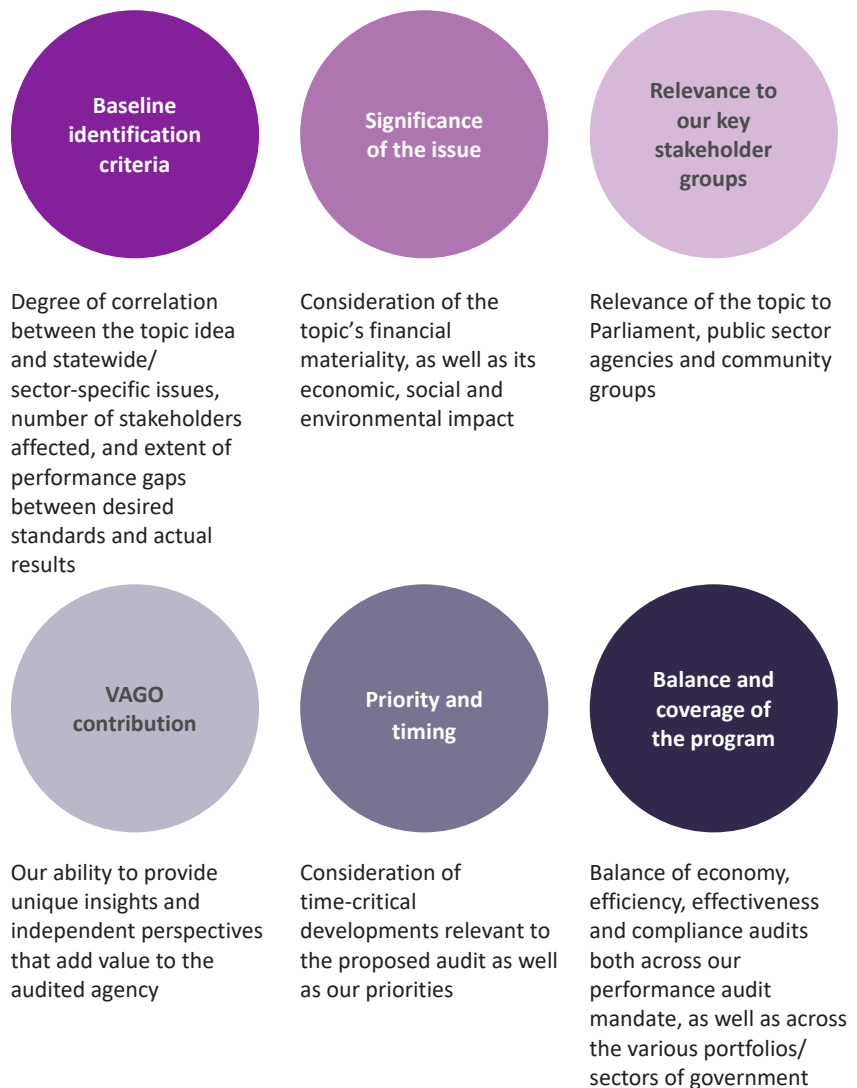 Baseline
identification
criteria
Significance
of the issue
Relevance to
our key
stakeholder
groups
Degree of correlation
between the topic idea
and statewide/
sector-specific issues,
number of stakeholders
affected, and extent of
performance gaps
between desired
standards and actual
results
Consideration of the
topic's financial
materiality, as well as its
economic, social and
environmental impact
Relevance of the topic to
Parliament, public sector
agencies and community
groups
VAGO
contribution
Priority and
timing
Balance and
coverage of
the program
Our ability to provide
unique insights and
independent perspectives
that add value to the
audited agency
Consideration of
time-critical
developments relevant to
the proposed audit as well
as our priorities
Balance of economy,
efficiency, effectiveness
and compliance audits
both across our
performance audit
mandate, as well as across
the various portfolios/
sectors of government